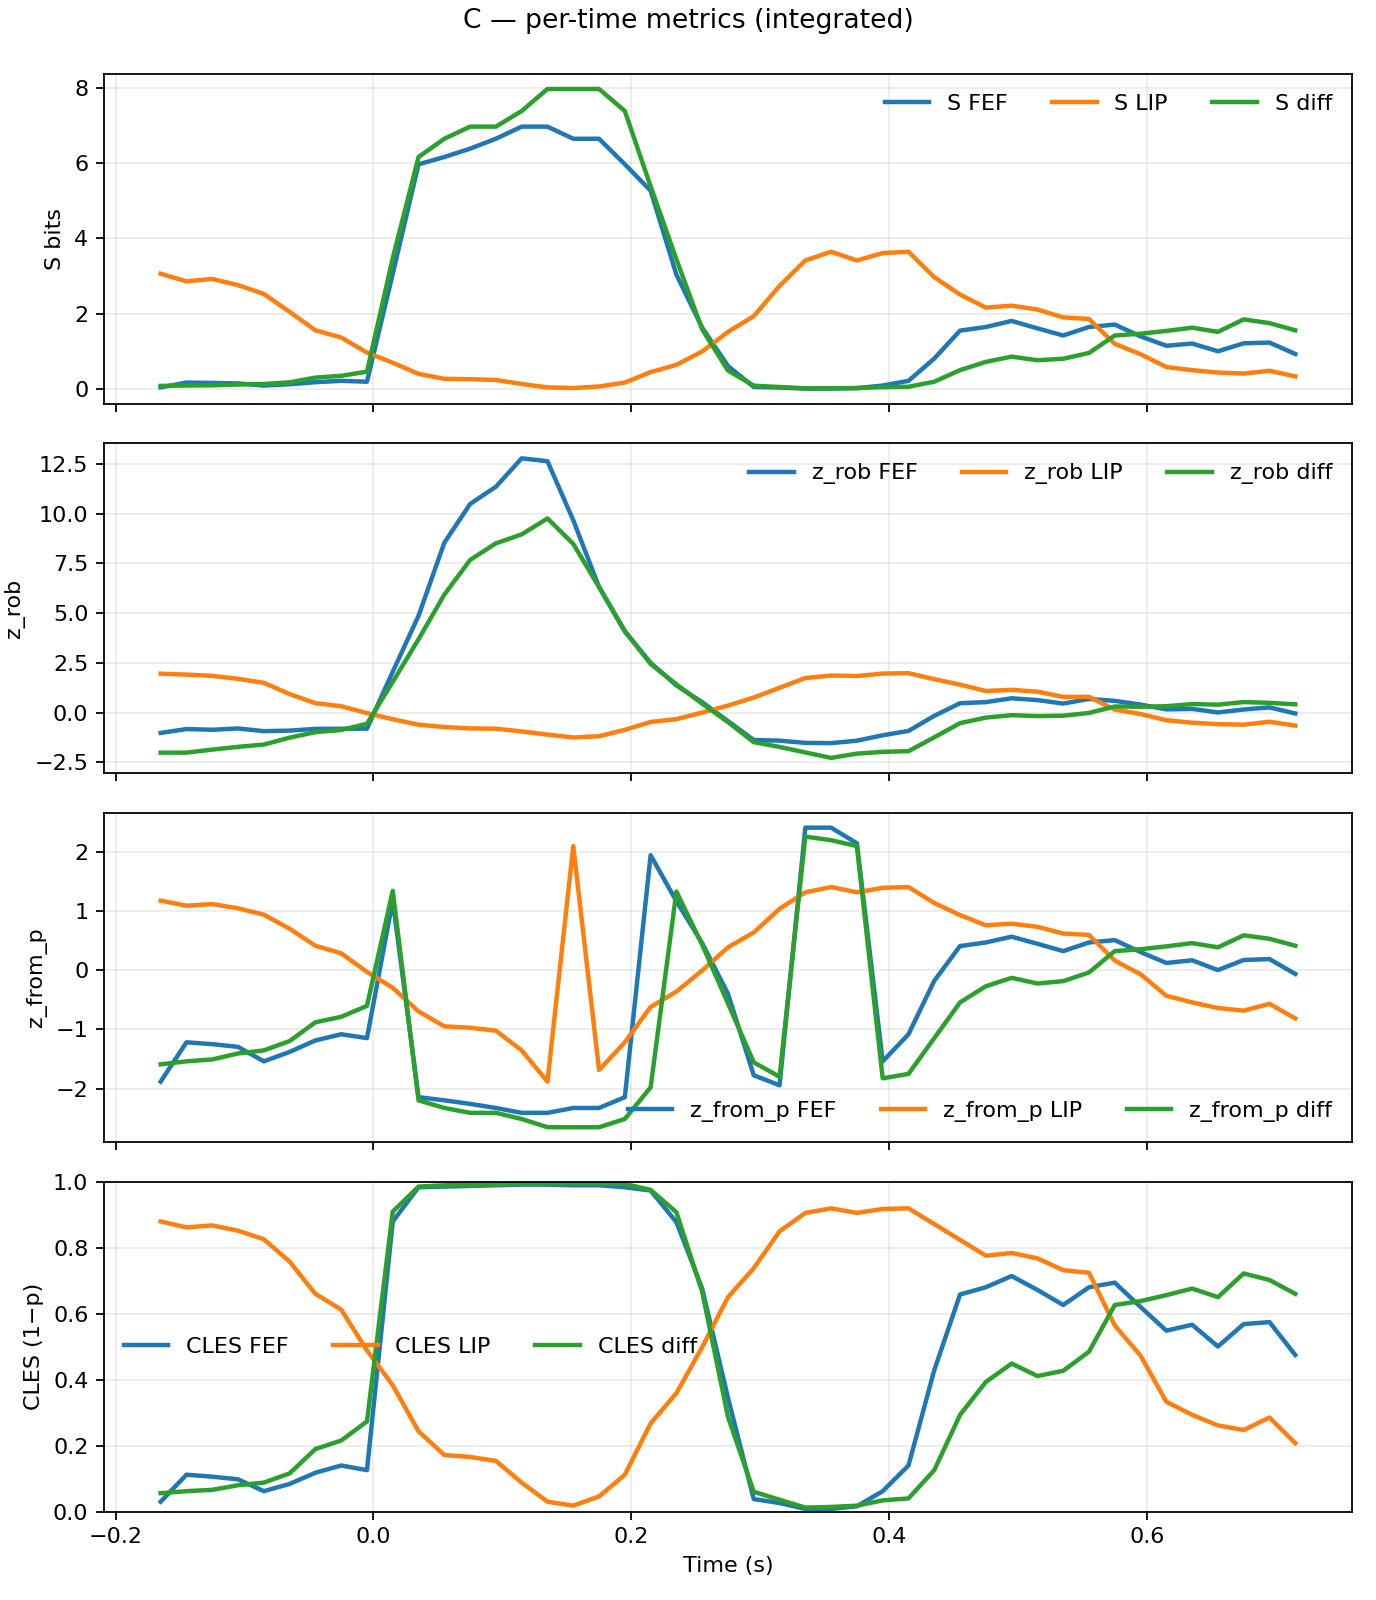 C — per-time metrics (integrated)
8
6
4
2
0
S bits
S FEF S LIP S diff
12.5
10.0
7.5
5.0
2.5
0.0
−2.5
z_rob
z_rob FEF z_rob LIP z_rob diff
2
1
0
−1
−2
z_from_p
z_from_p FEF z_from_p LIP z_from_p diff
1.0
0.8
0.6
0.4
0.2
0.0
CLES (1−p)
CLES FEF CLES LIP CLES diff
−0.2 0.0 0.2 0.4 0.6
Time (s)